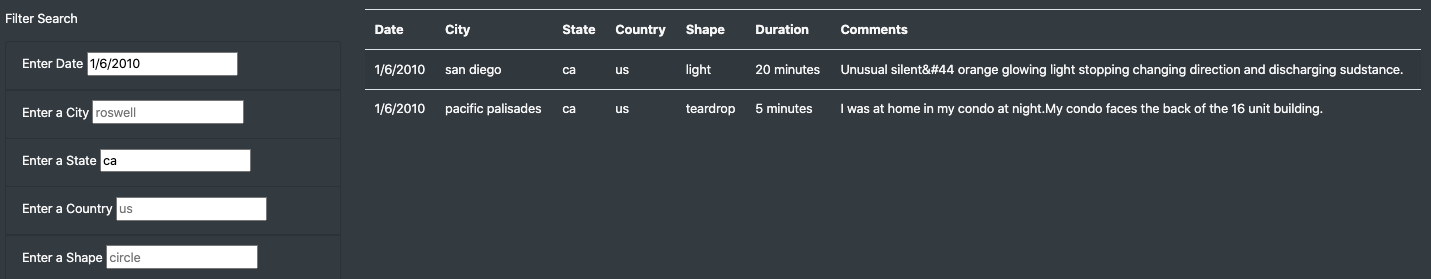 Filter Search
Enter Date 1/6/2010
Enter a City roswell
Enter a State ca
Enter a Country us
Enter a Shape circle
Date City State Country Shape Duration Comments
1/6/2010 san diego ca us light 20 minutes Unusual silent&#44 orange glowing light stopping changing direction and discharging sudstance.
1/6/2010 pacific palisades ca us teardrop 5 minutes I was at home in my condo at night.My condo faces the back of the 16 unit building.